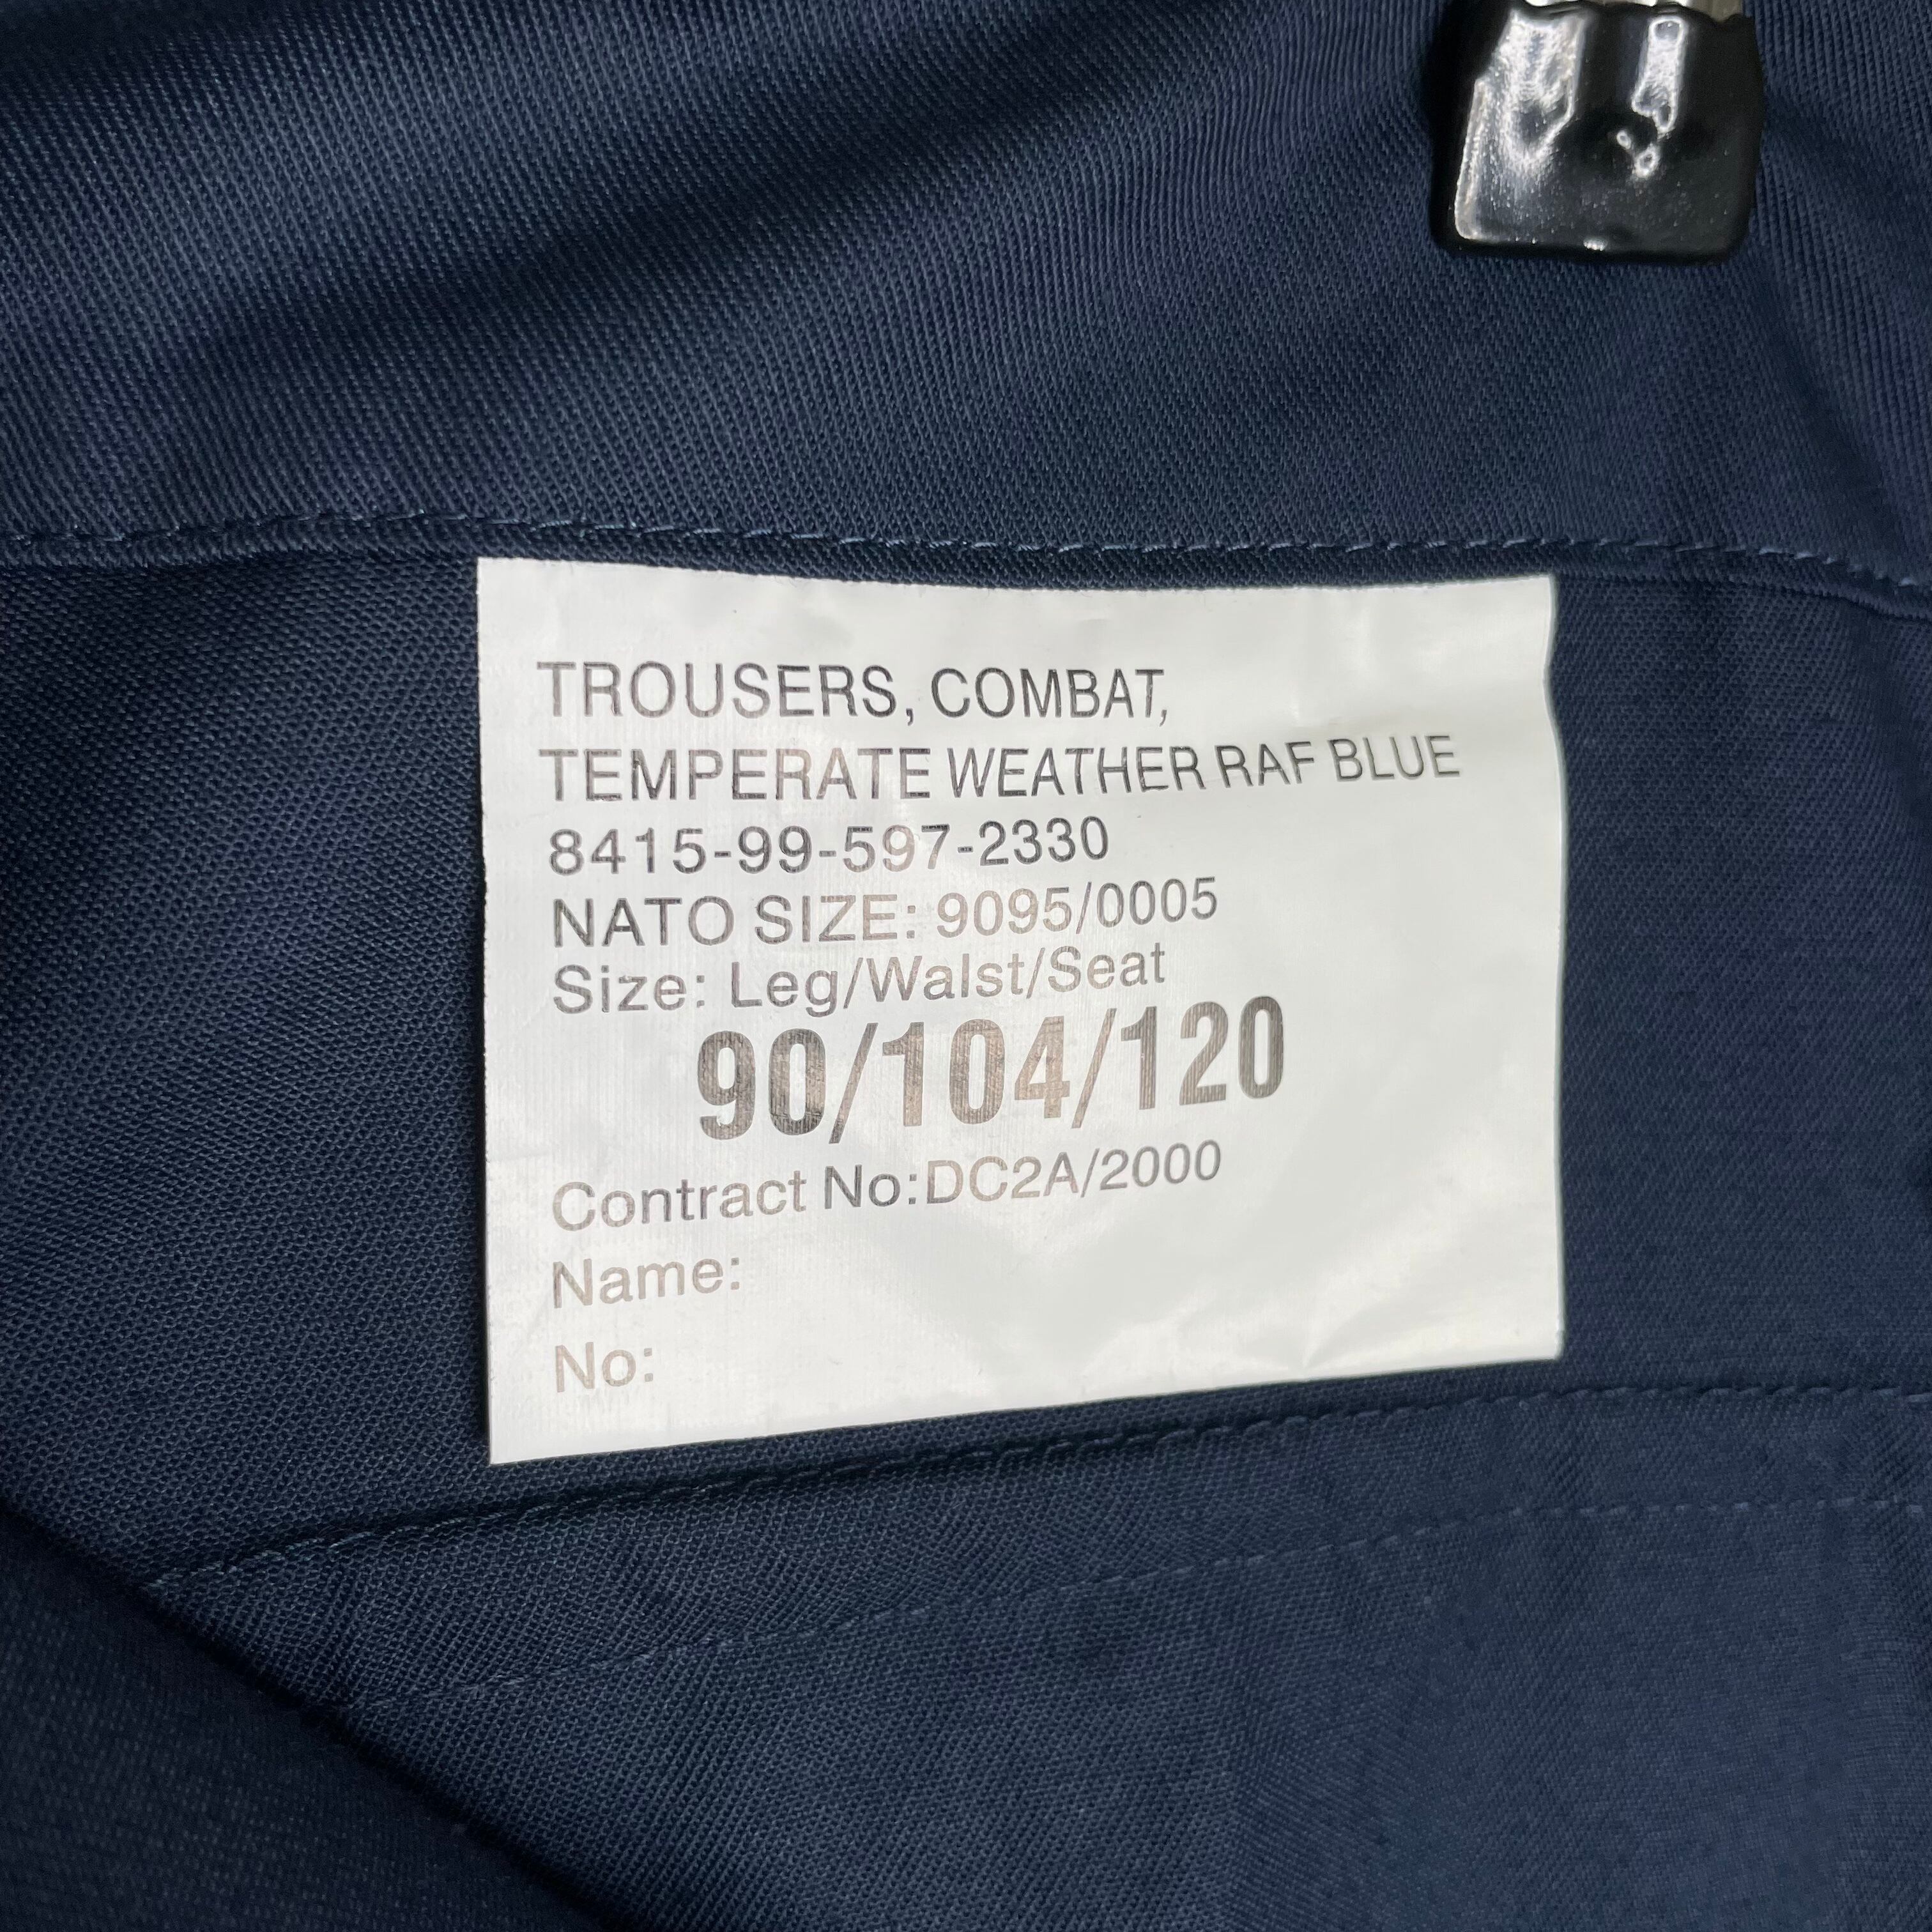 TROUSERS, COMBAT,
TEMPERATE WEATHER RAF BLUE
8415-99-597-2330
NATO SIZE: 9095/0005
Size: Leg/Walst/Seat
90/104/120
Contract No:DC2A/2000
Name:
No: